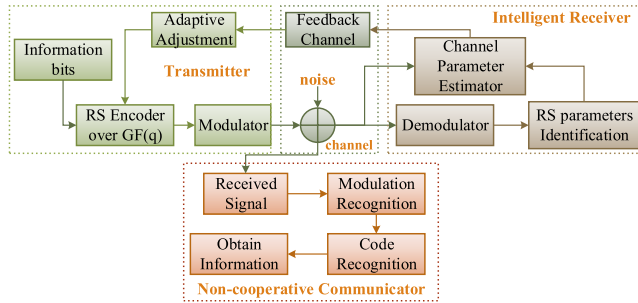 Adaptive
Adjustment
Feedback
Channel
Intelligent Receiver
Information
bits
Transmitter
Channel
Parameter
Estimator
noise
RS Encoder
over GF(q)
Modulator
channel
Demodulator
RS parameters
Identification
Received
Signal
Modulation
Recognition
Obtain
Information
Code
Recognition
Non-cooperative Communicator